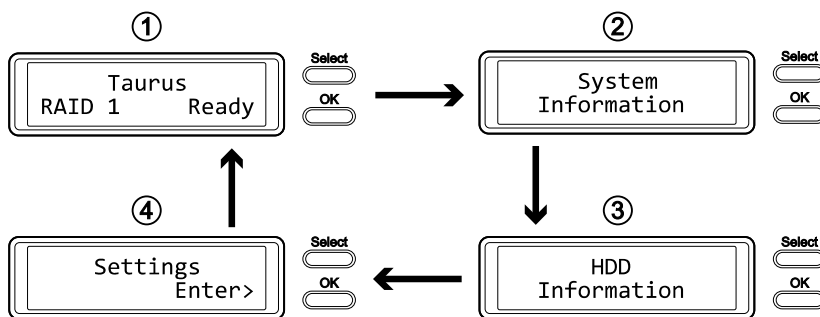 ①
Taurus
RAID 1 Ready
Select
OK
②
System
Information
Select
OK
④
Settings
Enter>
Select
OK
③
HDD
Information
Select
OK